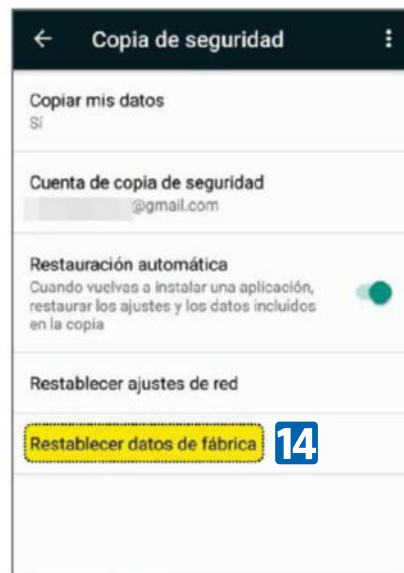 Copia de seguridad
Copiar mis datos
Sí
Cuenta de copia de seguridad
@gmail.com
Restauración automática
Cuando vuelvas a instalar una aplicación,
restaurar los ajustes y los datos incluidos
en la copia
Restablecer ajustes de red
Restablecer datos de fábrica 14